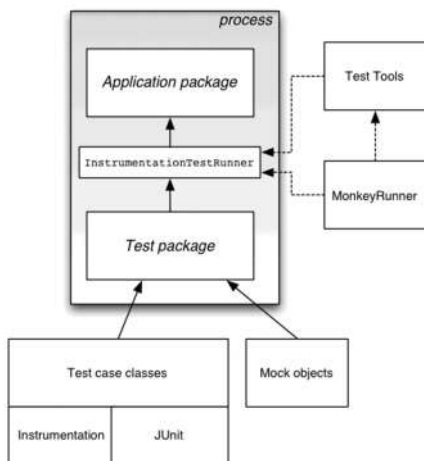 process
Application package
Test Tools
InstrumentationTestRunner
MonkeyRunner
Test package
Test case classes
Mock objects
Instrumentation
JUnit